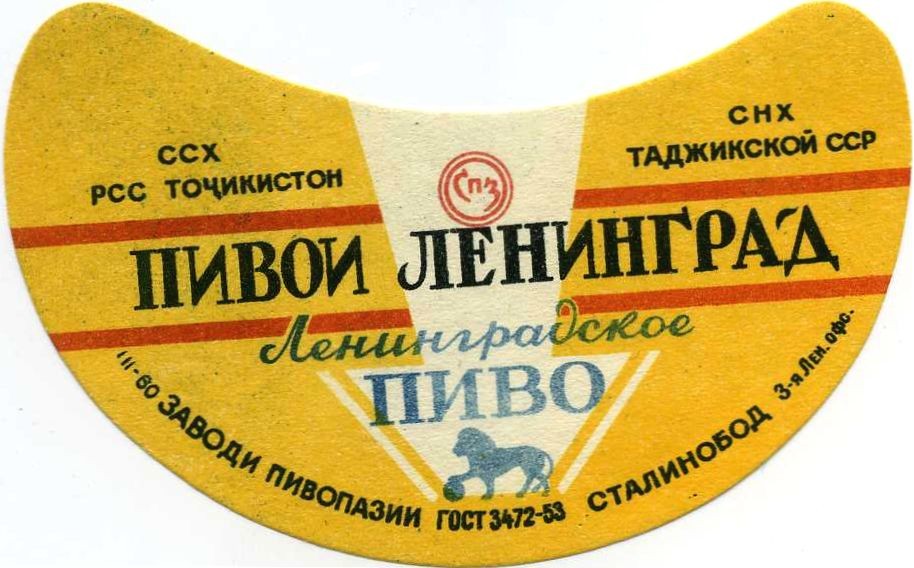 ССХ
РСС ТОҶИКИСТОН
СНХ
ТАДЖИКСКОЙ ССР
СПЗ
ПИВОИ ЛЕНИНГРАД
Ленинградское
ПИВО
III-60 ЗАВОДИ ПИВОПАЗИИ ГОСТ 3472-53 СТАЛИНОБОД 3-я Лен. офс.